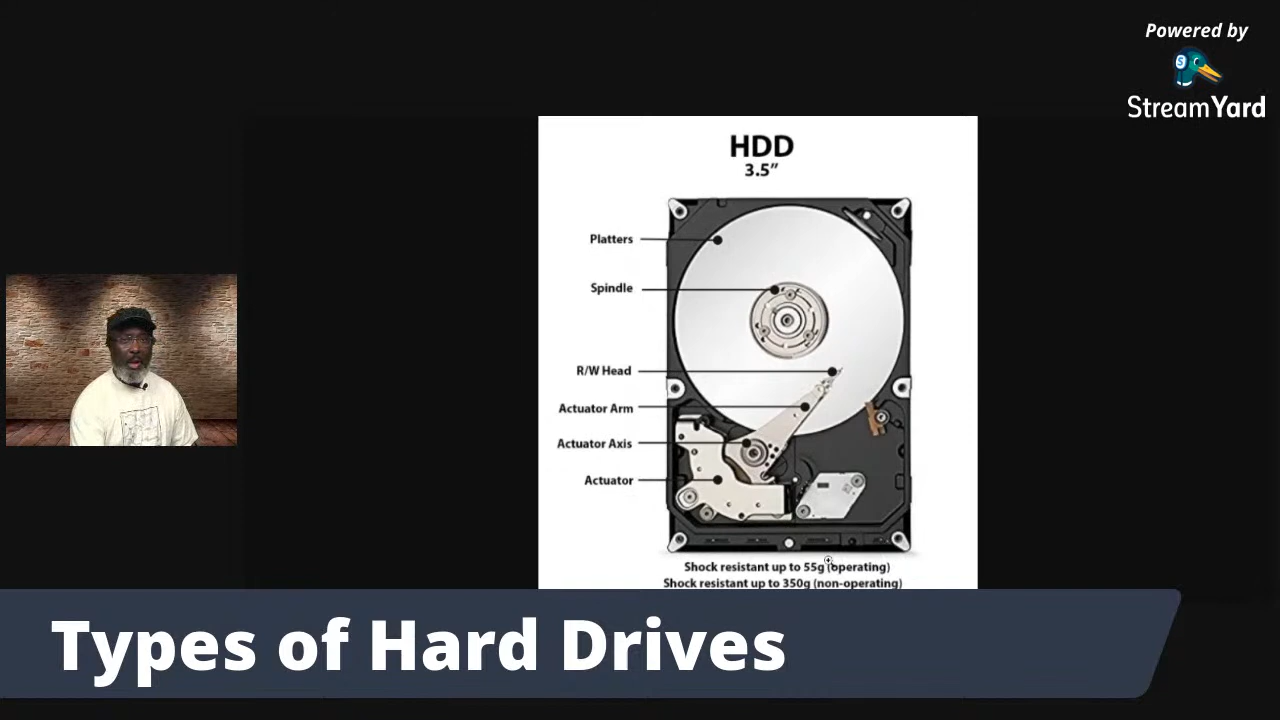 Powered by
StreamYard
HDD
3.5”
Platters
Spindle
R/W Head
Actuator Arm
Actuator Axis
Actuator
Shock resistant up to 55g (operating)
Shock resistant up to 350g (non-operating)
Types of Hard Drives